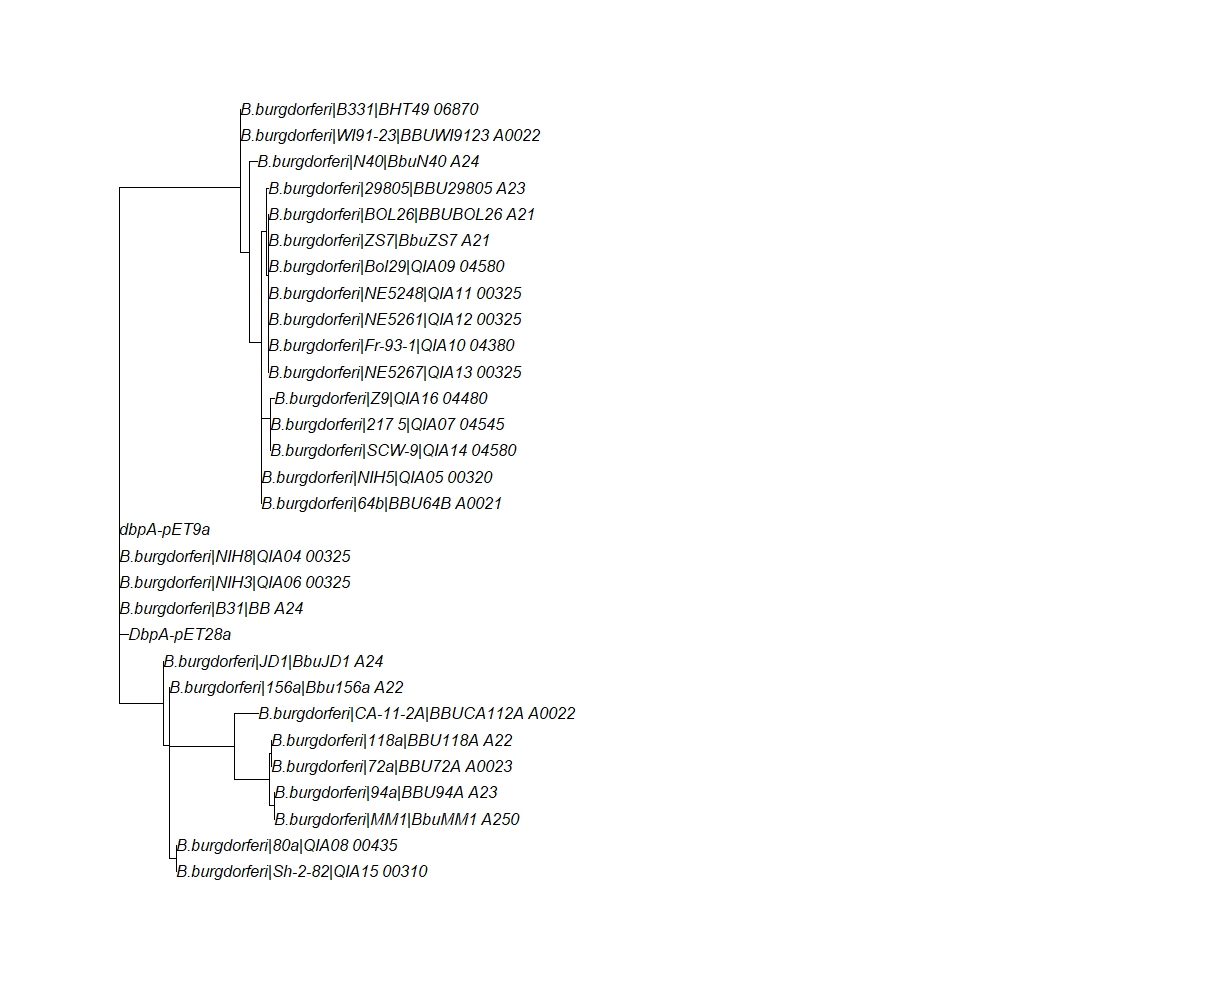 B.burgdorferi|B331|BHT49 06870
B.burgdorferi|WI91-23|BBUWI9123 A0022
B.burgdorferi|N40|BbuN40 A24
B.burgdorferi|29805|BBU29805 A23
B.burgdorferi|BOL26|BBUBOL26 A21
B.burgdorferi|ZS7|BbuZS7 A21
B.burgdorferi|Bol29|QIA09 04580
B.burgdorferi|NE5248|QIA11 00325
B.burgdorferi|NE5261|QIA12 00325
B.burgdorferi|Fr-93-1|QIA10 04380
B.burgdorferi|NE5267|QIA13 00325
B.burgdorferi|Z9|QIA16 04480
B.burgdorferi|217 5|QIA07 04545
B.burgdorferi|SCW-9|QIA14 04580
B.burgdorferi|NIH5|QIA05 00320
B.burgdorferi|64b|BBU64B A0021
dbpA-pET9a
B.burgdorferi|NIH8|QIA04 00325
B.burgdorferi|NIH3|QIA06 00325
B.burgdorferi|B31|BB A24
DbpA-pET28a
B.burgdorferi|JD1|BbuJD1 A24
B.burgdorferi|156a|Bbu156a A22
B.burgdorferi|CA-11-2A|BBUCA112A A0022
B.burgdorferi|118a|BBU118A A22
B.burgdorferi|72a|BBU72A A0023
B.burgdorferi|94a|BBU94A A23
B.burgdorferi|MM1|BbuMM1 A250
B.burgdorferi|80a|QIA08 00435
B.burgdorferi|Sh-2-82|QIA15 00310